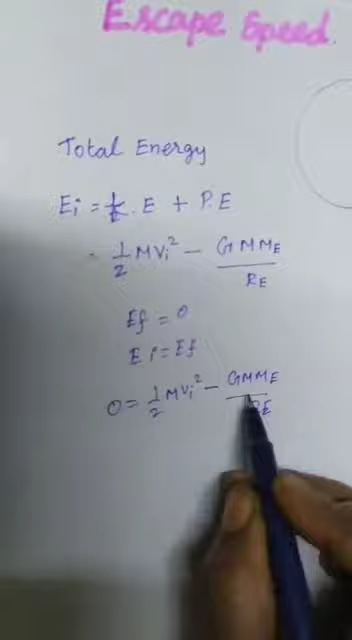 Escape Speed.
Total Energy
Ei = K.E + P.E
= 1/2 MVi² - GMME/RE
Ef = 0
Ei = Ef
0 = 1/2 MVi² - GMME/RE